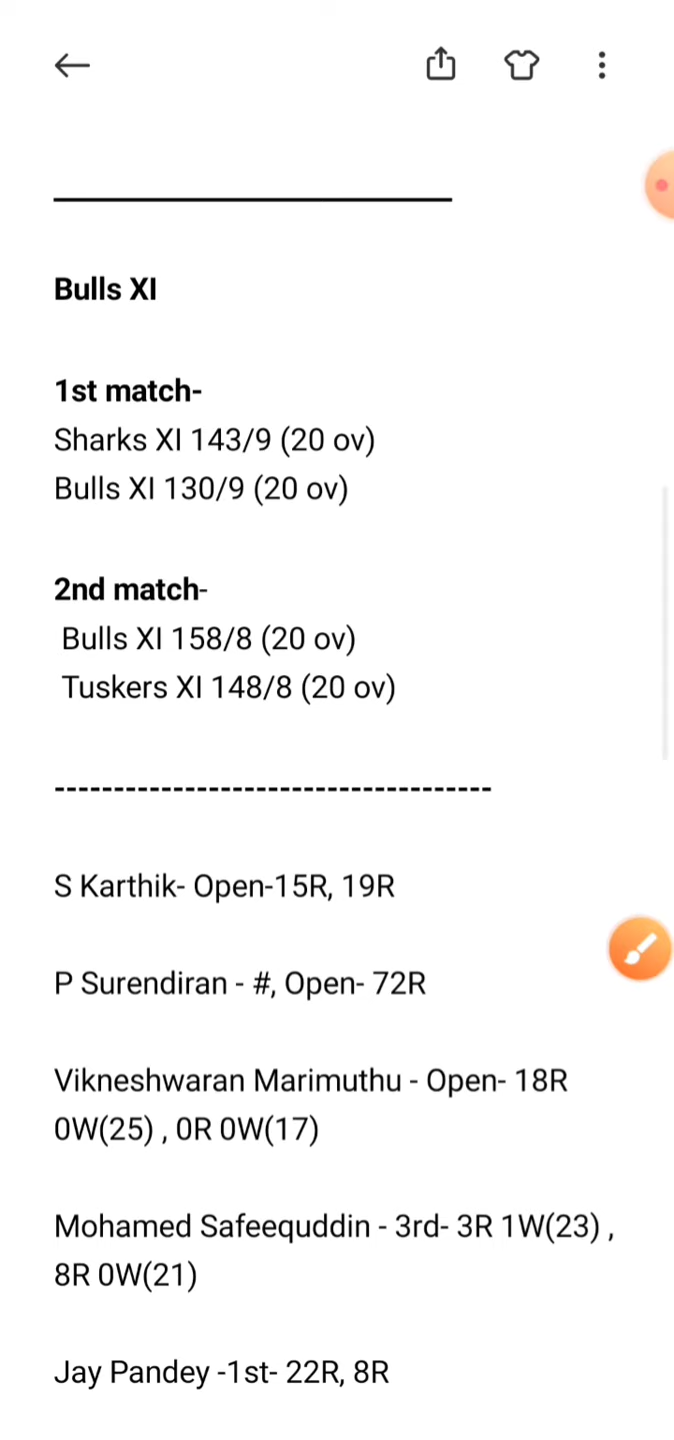 Bulls XI
1st match-
Sharks XI 143/9 (20 ov)
Bulls XI 130/9 (20 ov)
2nd match-
Bulls XI 158/8 (20 ov)
Tuskers XI 148/8 (20 ov)
------------------------------------
S Karthik- Open-15R, 19R
P Surendiran - #, Open- 72R
Vikneshwaran Marimuthu - Open- 18R
0W(25) , 0R 0W(17)
Mohamed Safeequddin - 3rd- 3R 1W(23) ,
8R 0W(21)
Jay Pandey -1st- 22R, 8R